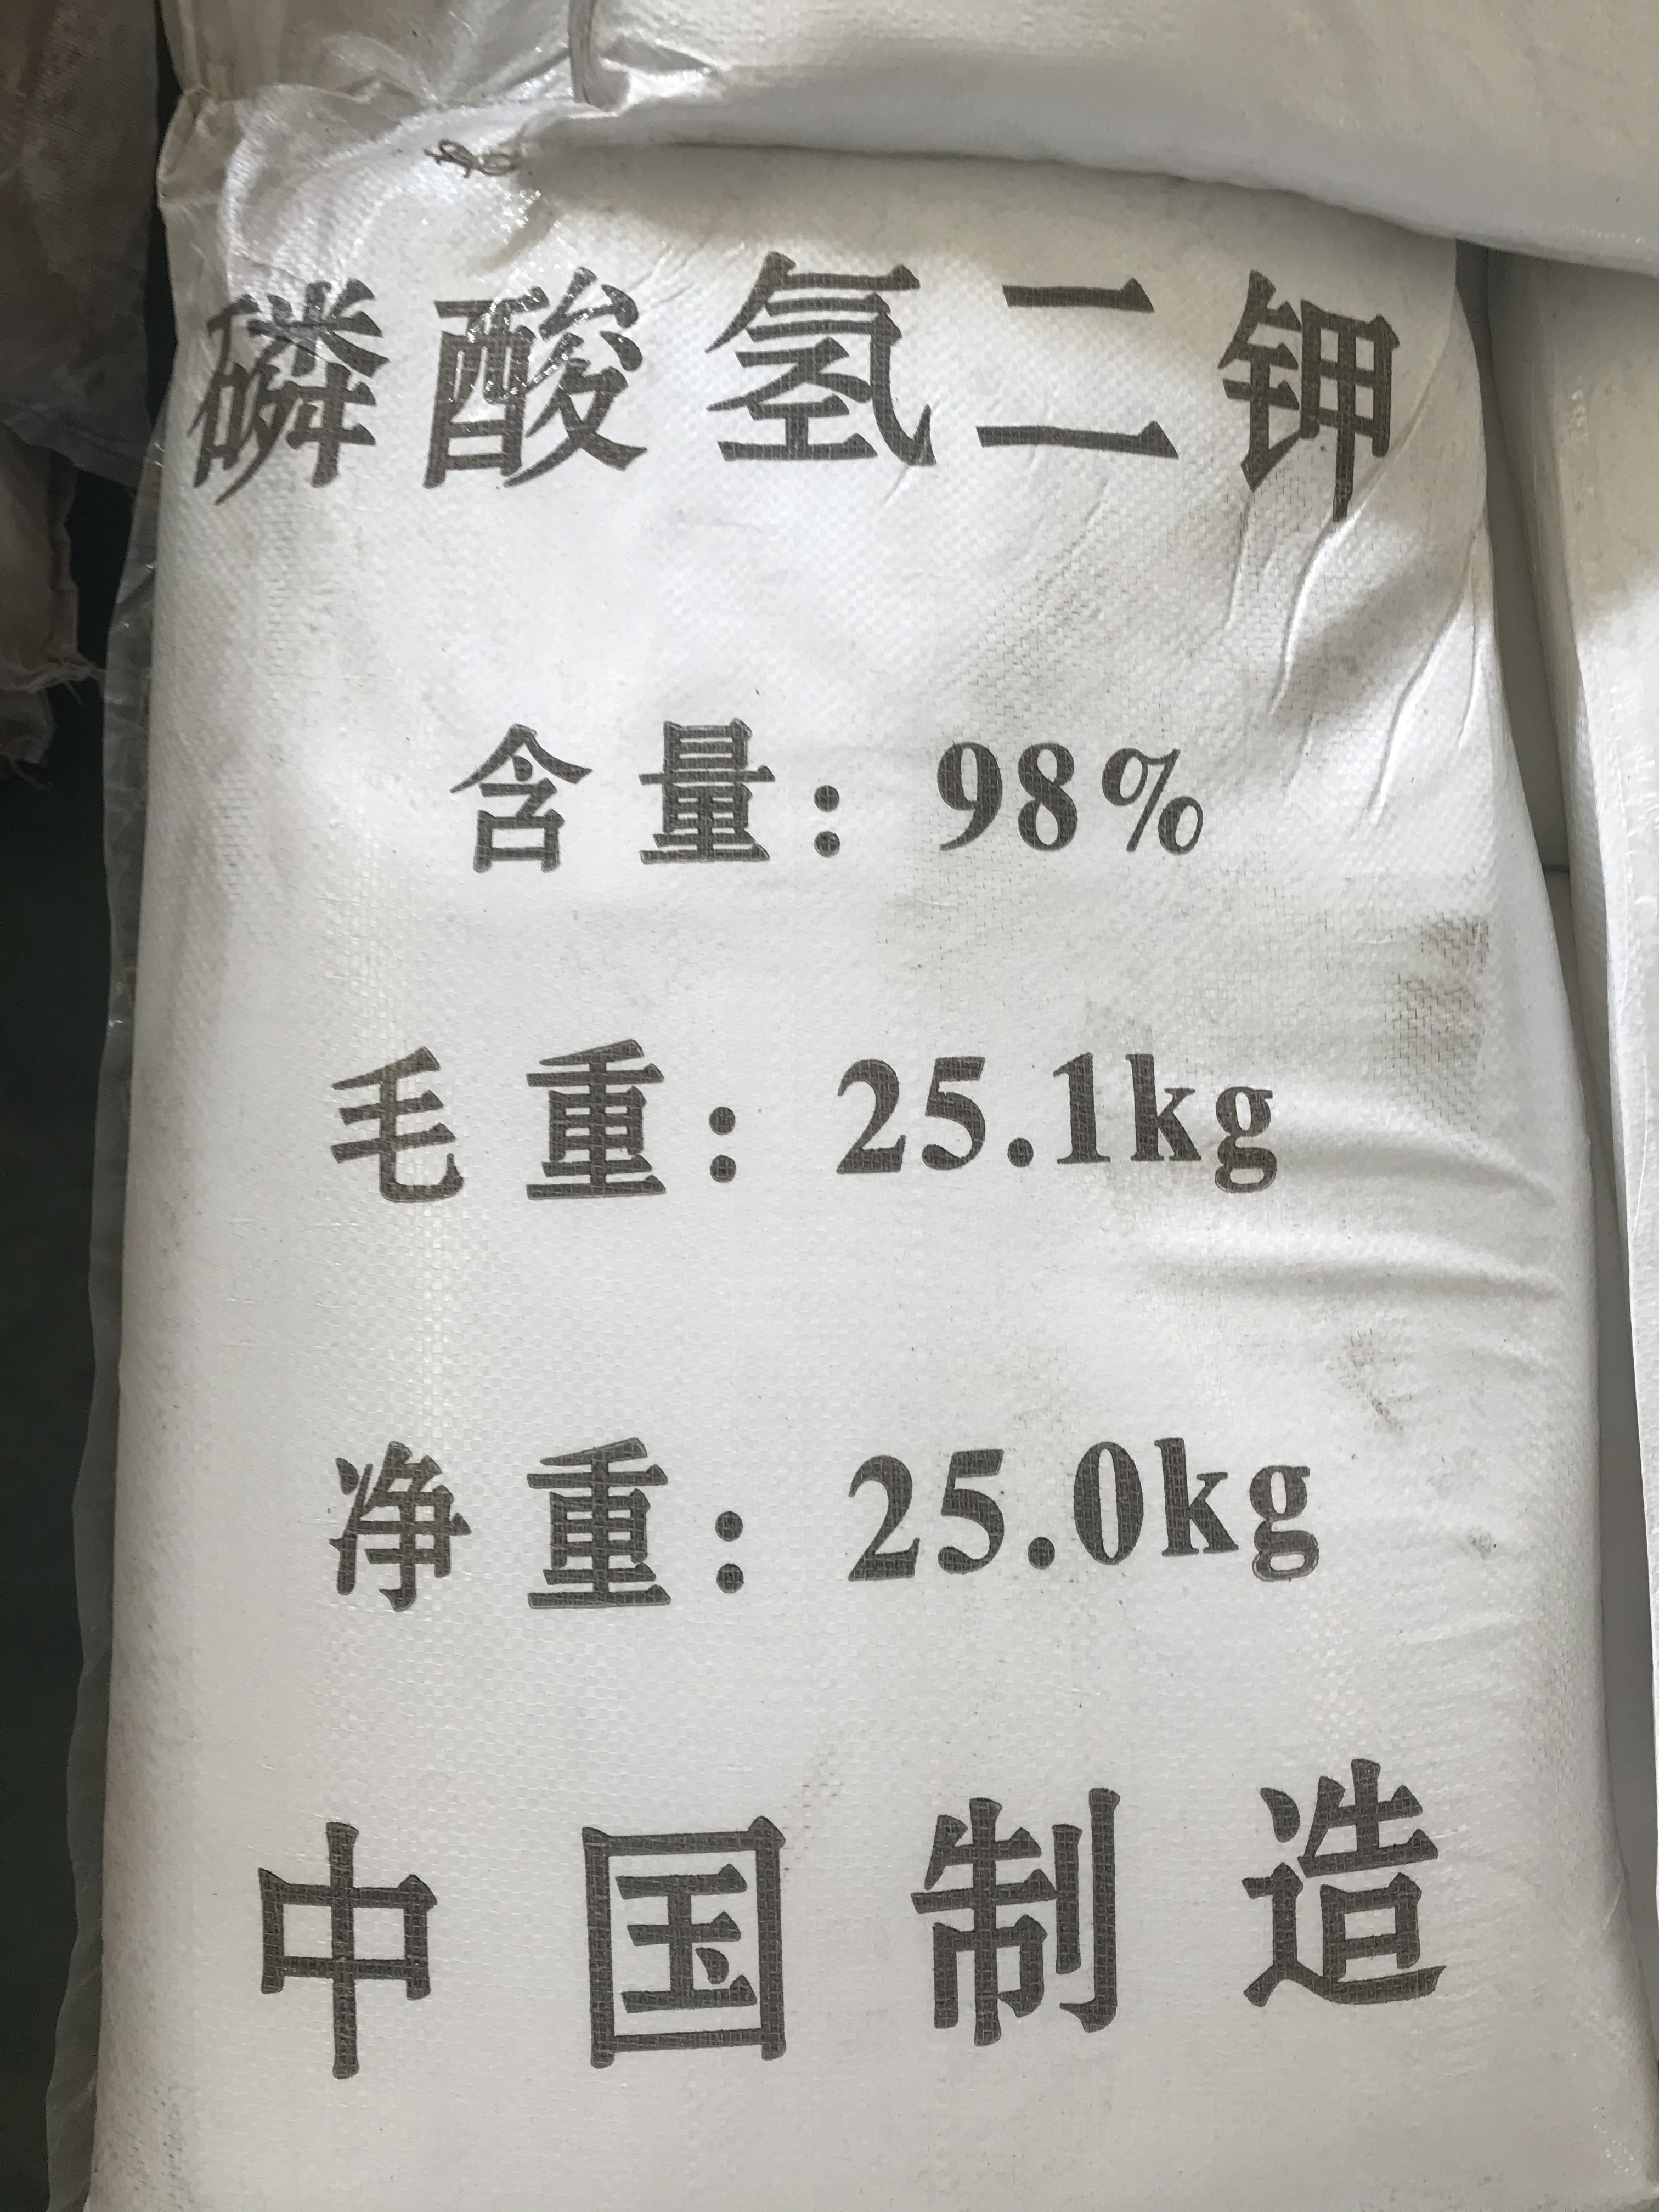 磷酸氢二钾
含量：98%
毛重：25.1kg
净重：25.0kg
中国制造